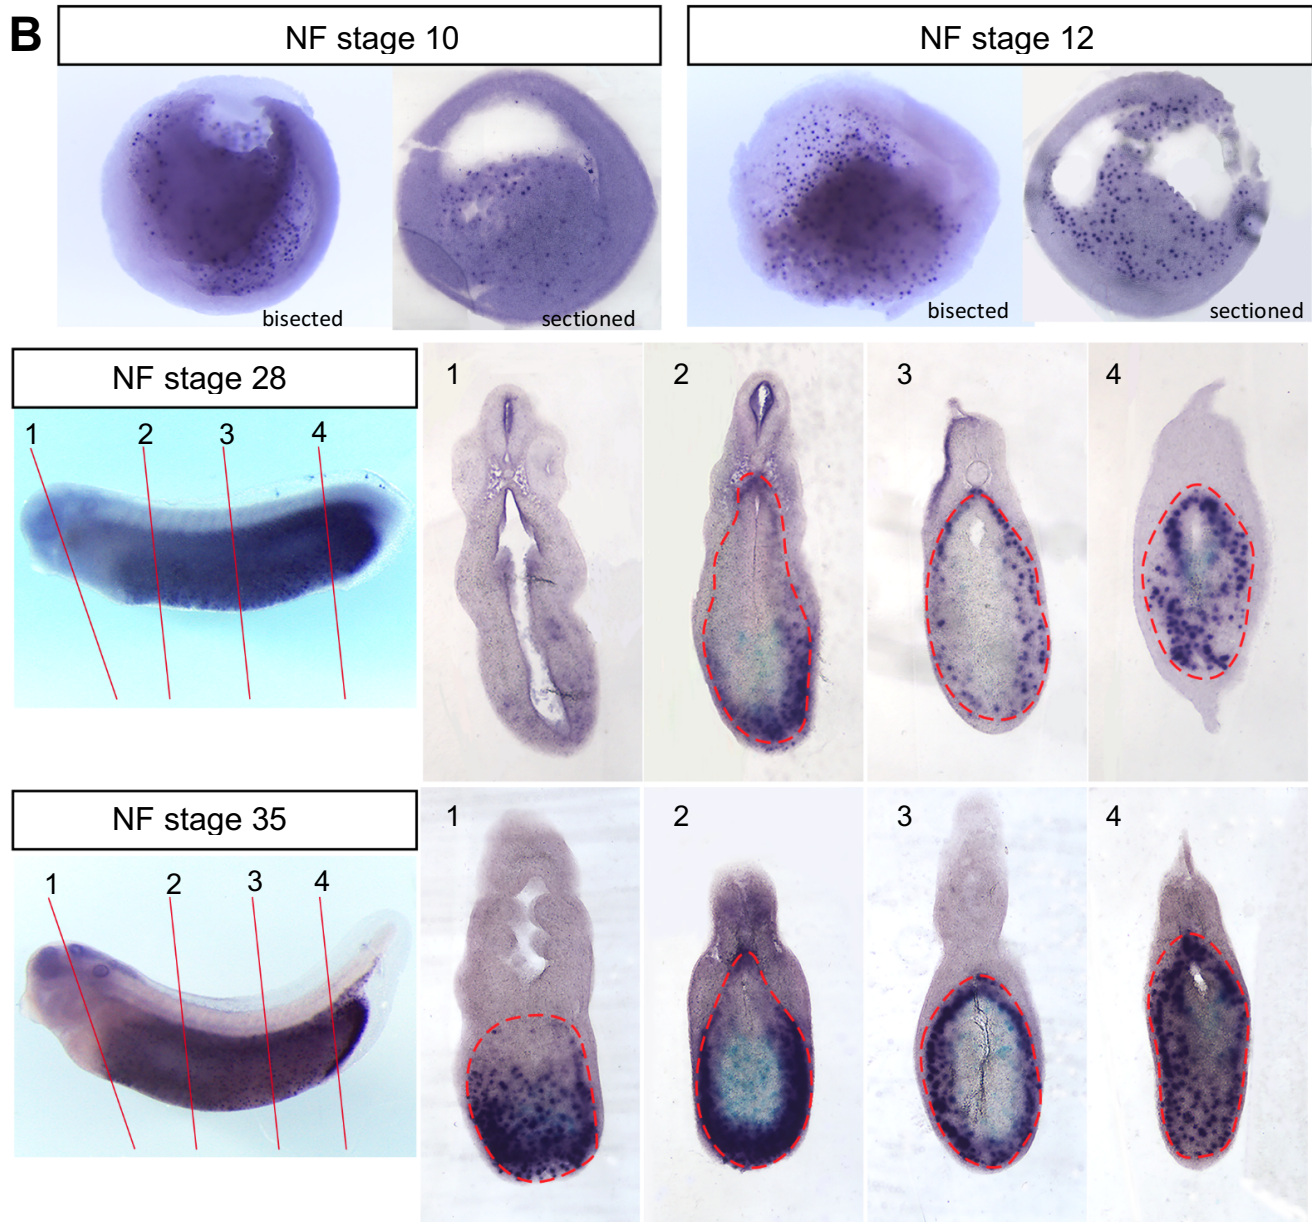 B
NF stage 10
NF stage 12
bisected
sectioned
bisected
sectioned
NF stage 28
1 2 3 4
1
2
3
4
NF stage 35
1 2 3 4
1
2
3
4